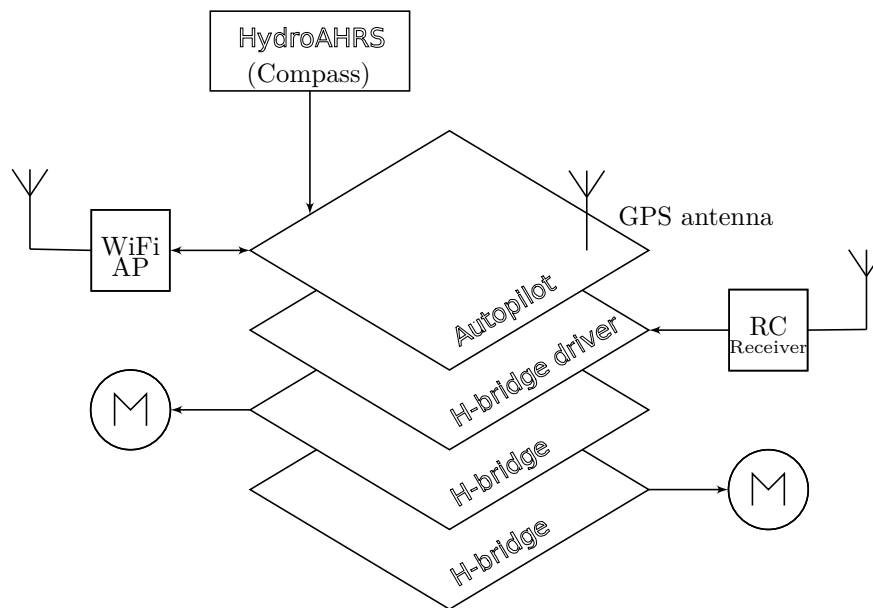 HydroAHRS
(Compass)
GPS antenna
WiFi
AP
Autopilot
H-bridge driver
RC
Receiver
M
H-bridge
M
H-bridge